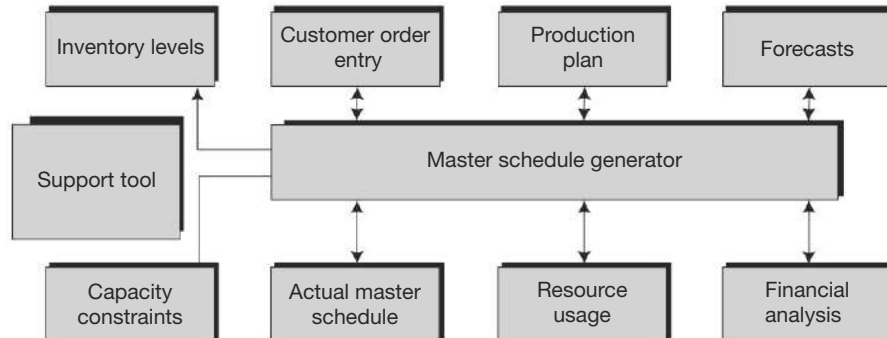 Inventory levels
Customer order
entry
Production
plan
Forecasts
Support tool
Master schedule generator
Capacity
constraints
Actual master
schedule
Resource
usage
Financial
analysis